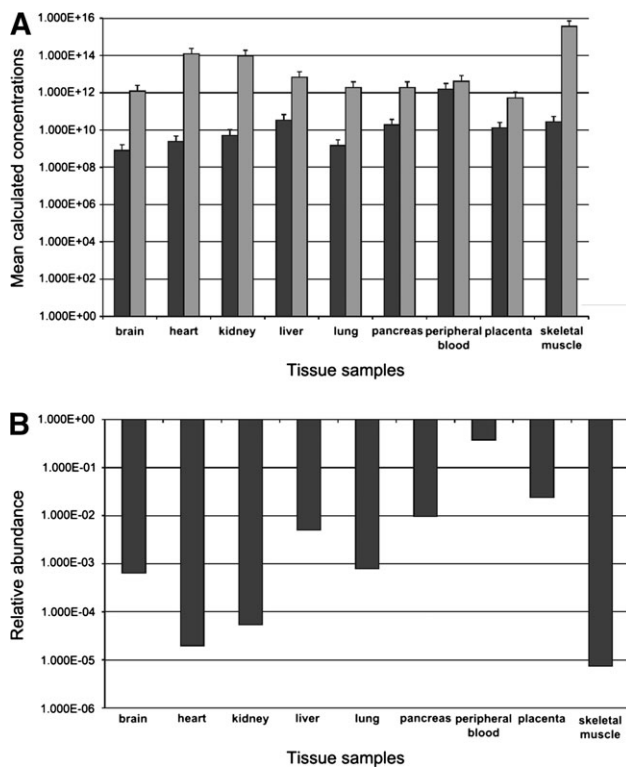 A
Mean calculated concentrations
1.000E+16
1.000E+14
1.000E+12
1.000E+10
1.000E+08
1.000E+06
1.000E+04
1.000E+02
1.000E+00
brain heart kidney liver lung pancreas peripheral blood placenta skeletal muscle
Tissue samples
B
Relative abundance
1.000E+00
1.000E-01
1.000E-02
1.000E-03
1.000E-04
1.000E-05
1.000E-06
brain heart kidney liver lung pancreas peripheral blood placenta skeletal muscle
Tissue samples